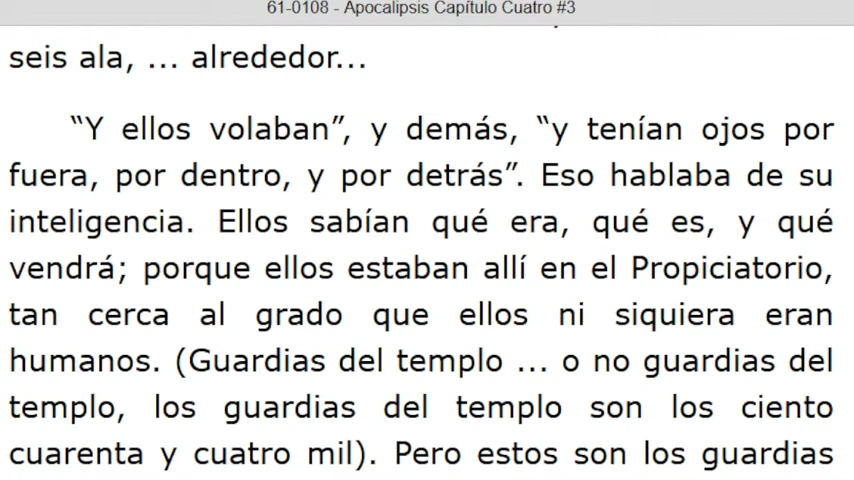 61-0108 - Apocalipsis Capítulo Cuatro #3
seis ala, ... alrededor...
“Y ellos volaban”, y demás, “y tenían ojos por
fuera, por dentro, y por detrás”. Eso hablaba de su
inteligencia. Ellos sabían qué era, qué es, y qué
vendrá; porque ellos estaban allí en el Propiciatorio,
tan cerca al grado que ellos ni siquiera eran
humanos. (Guardias del templo ... o no guardias del
templo, los guardias del templo son los ciento
cuarenta y cuatro mil). Pero estos son los guardias